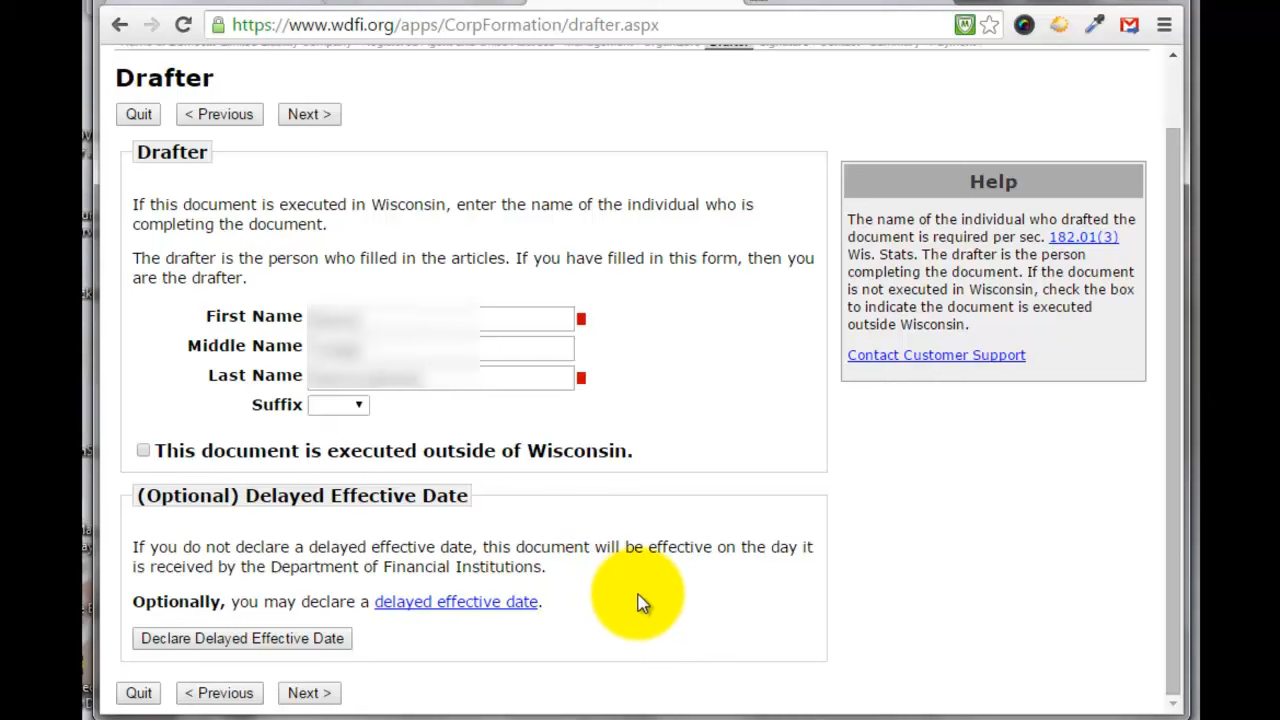 https://www.wdfi.org/apps/CorpFormation/drafter.aspx
Drafter
Quit
< Previous
Next >
Drafter
If this document is executed in Wisconsin, enter the name of the individual who is
completing the document.
The drafter is the person who filled in the articles. If you have filled in this form, then you
are the drafter.
First Name
Middle Name
Last Name
Suffix
This document is executed outside of Wisconsin.
(Optional) Delayed Effective Date
If you do not declare a delayed effective date, this document will be effective on the day it
is received by the Department of Financial Institutions.
Optionally, you may declare a delayed effective date.
Declare Delayed Effective Date
Quit
< Previous
Next >
Help
The name of the individual who drafted the
document is required per sec. 182.01(3)
Wis. Stats. The drafter is the person
completing the document. If the document
is not executed in Wisconsin, check the box
to indicate the document is executed
outside Wisconsin.
Contact Customer Support